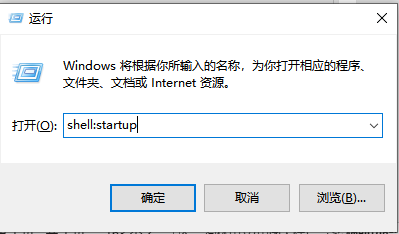 运行
Windows 将根据你所输入的名称，为你打开相应的程序、
文件夹、文档或 Internet 资源。
打开(O): shell:startup
确定 取消 浏览(B)...